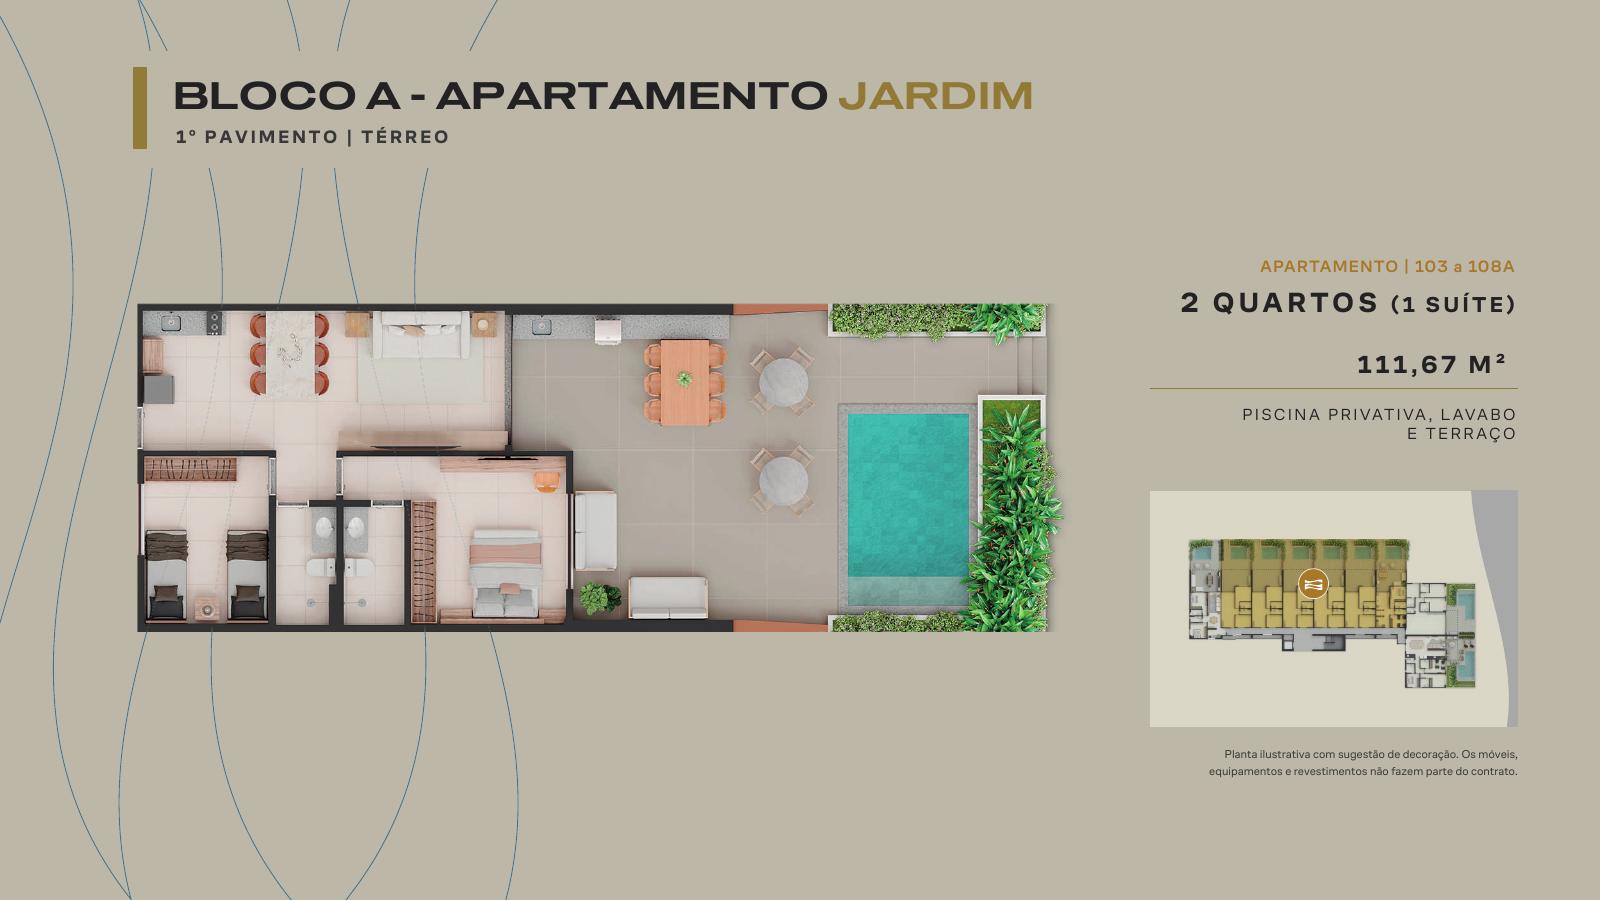 BLOCO A - APARTAMENTO JARDIM
1º PAVIMENTO | TÉRREO
APARTAMENTO | 103 a 108A
2 QUARTOS (1 SUÍTE)
111,67 M²
PISCINA PRIVATIVA, LAVABO
E TERRAÇO
Planta ilustrativa com sugestão de decoração. Os móveis,
equipamentos e revestimentos não fazem parte do contrato.